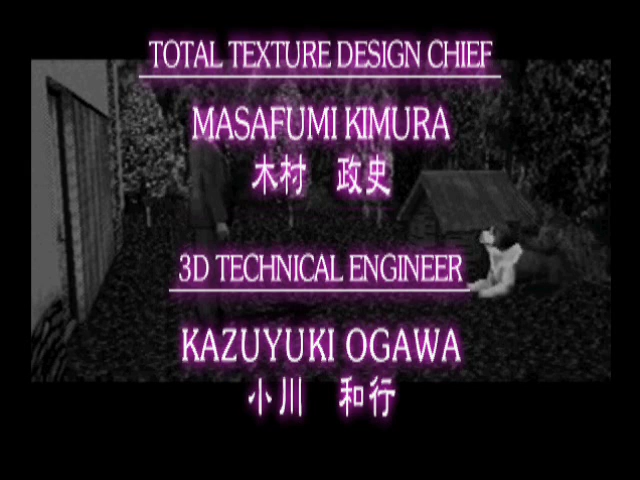 TOTAL TEXTURE DESIGN CHIEF
MASAFUMI KIMURA
木村　政史
3D TECHNICAL ENGINEER
KAZUYUKI OGAWA
小川　和行